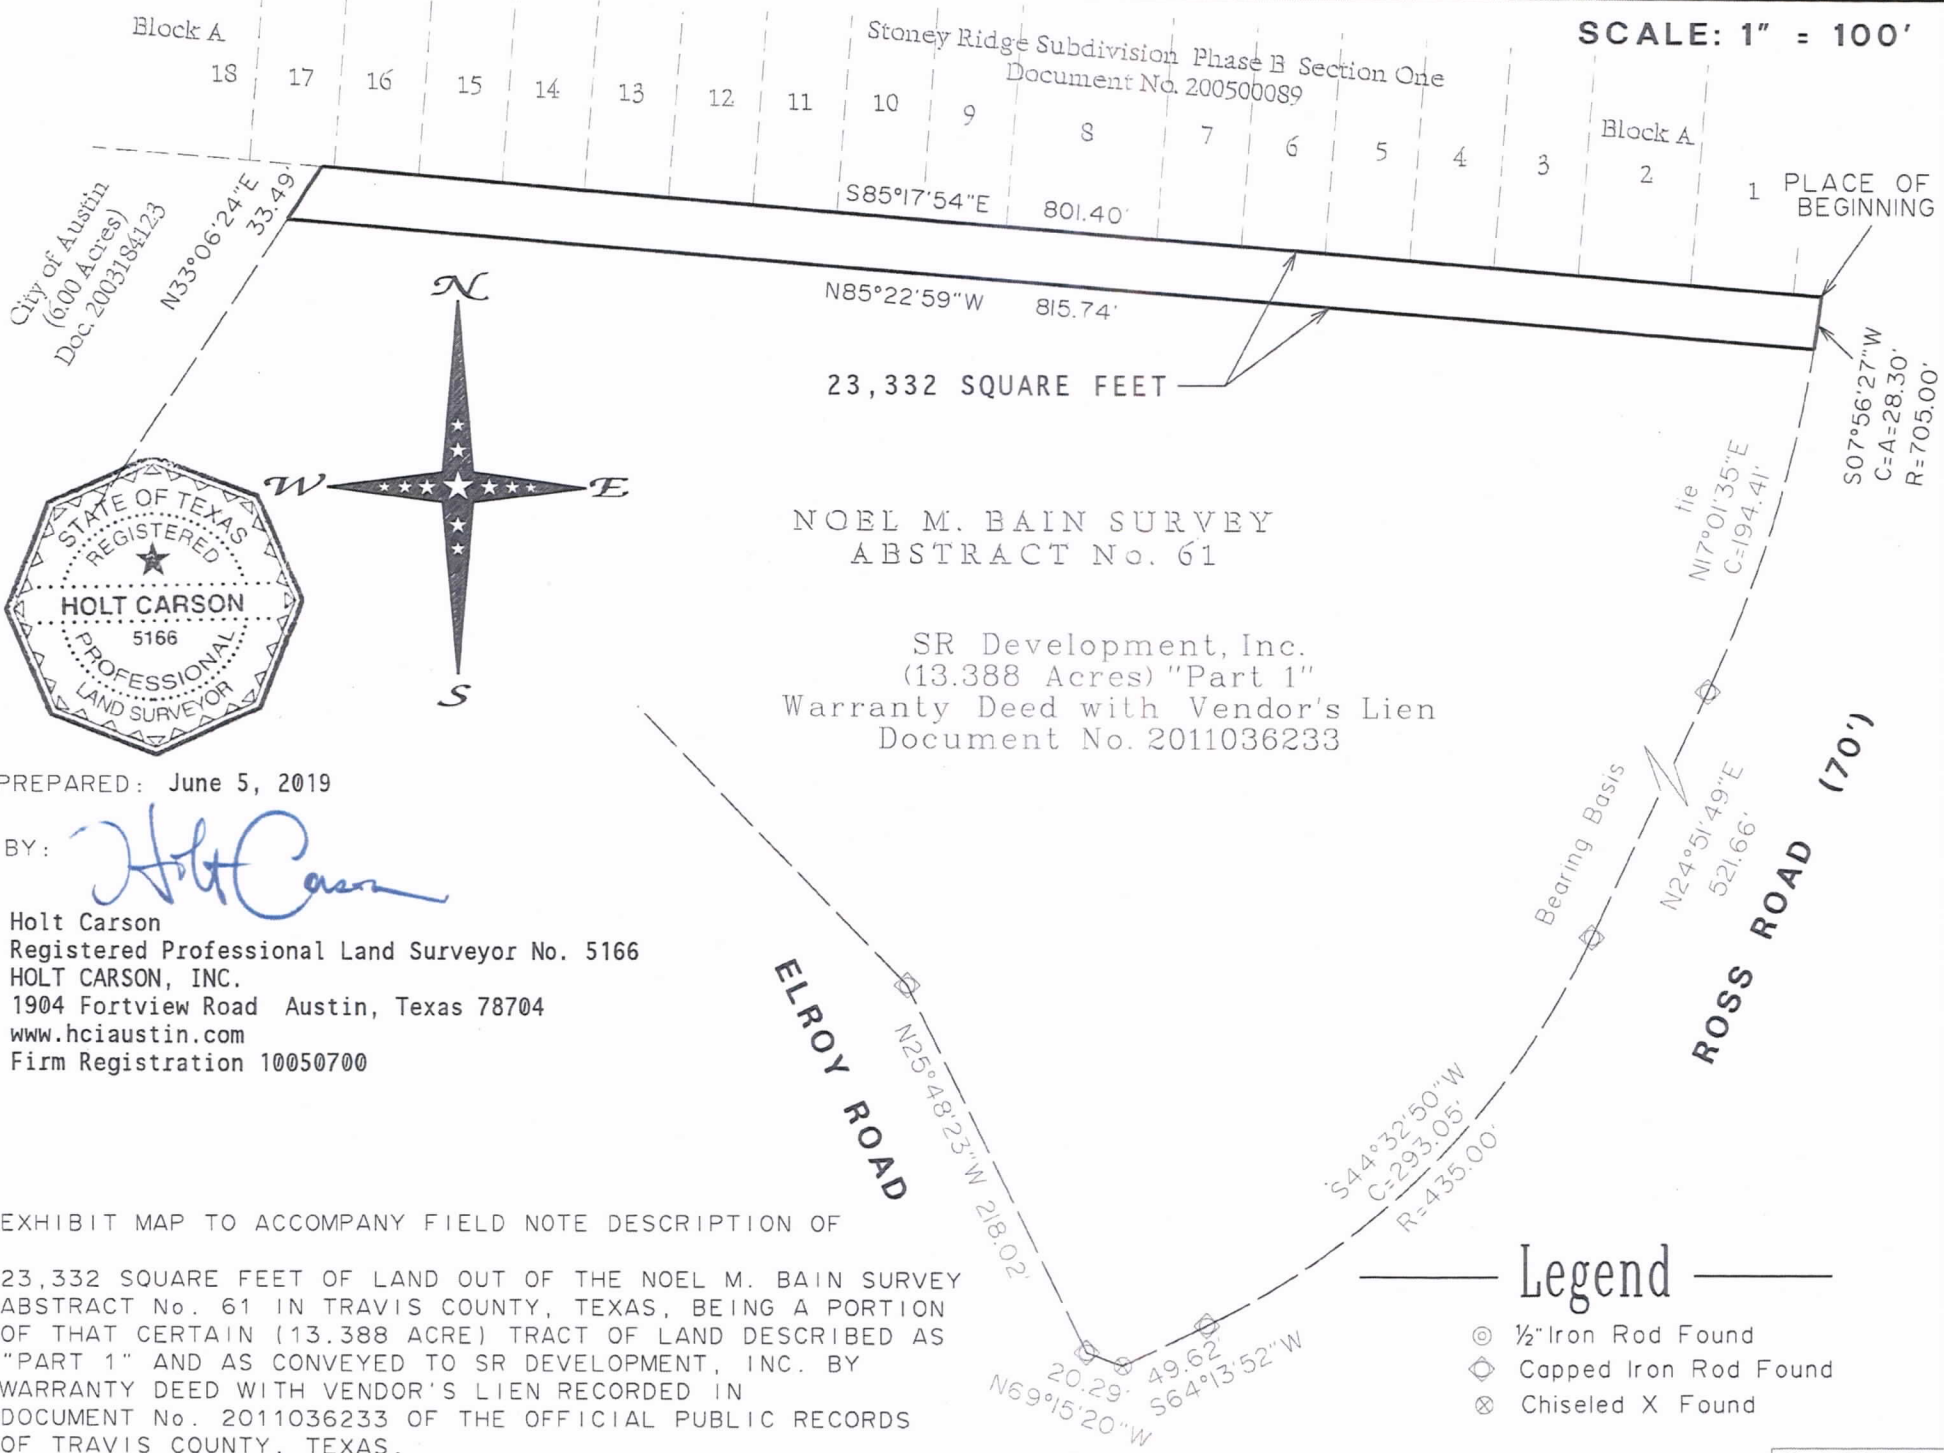 SCALE: 1" = 100'
Block A
Stoney Ridge Subdivision Phase B Section One
Document No. 200500089
18 17 16 15 14 13 12 11 10 9 8 7 6 5 4 3 2 1
Block A
PLACE OF
BEGINNING
City of Austin
(6.00 Acres)
Doc. 2003184123
N33°06'24"E
33.49'
S85°17'54"E 801.40'
N85°22'59"W 815.74'
23,332 SQUARE FEET
S07°56'27"W
C=A=28.30'
R=705.00'
N
W
E
S
tie
N17°01'35"E
C=194.41'
NOEL M. BAIN SURVEY
ABSTRACT No. 61
SR Development, Inc.
(13.388 Acres) "Part 1"
Warranty Deed with Vendor's Lien
Document No. 2011036233
STATE OF TEXAS
REGISTERED
HOLT CARSON
5166
PROFESSIONAL
LAND SURVEYOR
PREPARED: June 5, 2019
BY: Holt Carson
Holt Carson
Registered Professional Land Surveyor No. 5166
HOLT CARSON, INC.
1904 Fortview Road Austin, Texas 78704
www.hciaustin.com
Firm Registration 10050700
Bearing Basis
N24°51'49"E
521.66'
ROSS ROAD (70')
ELROY ROAD
N25°48'23"W 218.02'
S44°32'50"W
C=293.05'
R=435.00'
20.29'
N69°15'20"W
49.62'
S64°13'52"W
EXHIBIT MAP TO ACCOMPANY FIELD NOTE DESCRIPTION OF
23,332 SQUARE FEET OF LAND OUT OF THE NOEL M. BAIN SURVEY
ABSTRACT No. 61 IN TRAVIS COUNTY, TEXAS, BEING A PORTION
OF THAT CERTAIN (13.388 ACRE) TRACT OF LAND DESCRIBED AS
"PART 1" AND AS CONVEYED TO SR DEVELOPMENT, INC. BY
WARRANTY DEED WITH VENDOR'S LIEN RECORDED IN
DOCUMENT No. 2011036233 OF THE OFFICIAL PUBLIC RECORDS
OF TRAVIS COUNTY, TEXAS.
Legend
½" Iron Rod Found
Capped Iron Rod Found
Chiseled X Found